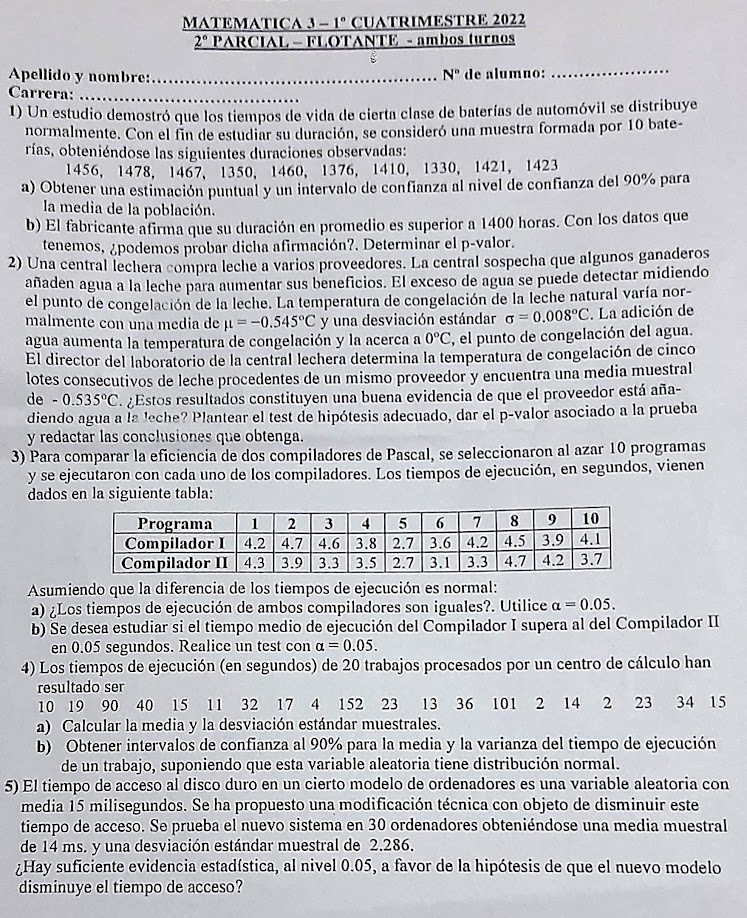 MATEMATICA 3 – 1º CUATRIMESTRE 2022
2º PARCIAL – FLOTANTE - ambos turnos
Apellido y nombre:.............................................. Nº de alumno: ....................
Carrera: ......................................
1) Un estudio demostró que los tiempos de vida de cierta clase de baterías de automóvil se distribuye
normalmente. Con el fin de estudiar su duración, se consideró una muestra formada por 10 bate-
rías, obteniéndose las siguientes duraciones observadas:
1456, 1478, 1467, 1350, 1460, 1376, 1410, 1330, 1421, 1423
a) Obtener una estimación puntual y un intervalo de confianza al nivel de confianza del 90% para
la media de la población.
b) El fabricante afirma que su duración en promedio es superior a 1400 horas. Con los datos que
tenemos, ¿podemos probar dicha afirmación?. Determinar el p-valor.
2) Una central lechera compra leche a varios proveedores. La central sospecha que algunos ganaderos
añaden agua a la leche para aumentar sus beneficios. El exceso de agua se puede detectar midiendo
el punto de congelación de la leche. La temperatura de congelación de la leche natural varía nor-
malmente con una media de μ = −0.545ºC y una desviación estándar σ = 0.008ºC. La adición de
agua aumenta la temperatura de congelación y la acerca a 0ºC, el punto de congelación del agua.
El director del laboratorio de la central lechera determina la temperatura de congelación de cinco
lotes consecutivos de leche procedentes de un mismo proveedor y encuentra una media muestral
de - 0.535ºC. ¿Estos resultados constituyen una buena evidencia de que el proveedor está aña-
diendo agua a la leche? Plantear el test de hipótesis adecuado, dar el p-valor asociado a la prueba
y redactar las conclusiones que obtenga.
3) Para comparar la eficiencia de dos compiladores de Pascal, se seleccionaron al azar 10 programas
y se ejecutaron con cada uno de los compiladores. Los tiempos de ejecución, en segundos, vienen
dados en la siguiente tabla:
Programa 1 2 3 4 5 6 7 8 9 10
Compilador I 4.2 4.7 4.6 3.8 2.7 3.6 4.2 4.5 3.9 4.1
Compilador II 4.3 3.9 3.3 3.5 2.7 3.1 3.3 4.7 4.2 3.7
Asumiendo que la diferencia de los tiempos de ejecución es normal:
a) ¿Los tiempos de ejecución de ambos compiladores son iguales?. Utilice α = 0.05.
b) Se desea estudiar si el tiempo medio de ejecución del Compilador I supera al del Compilador II
en 0.05 segundos. Realice un test con α = 0.05.
4) Los tiempos de ejecución (en segundos) de 20 trabajos procesados por un centro de cálculo han
resultado ser
10 19 90 40 15 11 32 17 4 152 23 13 36 101 2 14 2 23 34 15
a) Calcular la media y la desviación estándar muestrales.
b) Obtener intervalos de confianza al 90% para la media y la varianza del tiempo de ejecución
de un trabajo, suponiendo que esta variable aleatoria tiene distribución normal.
5) El tiempo de acceso al disco duro en un cierto modelo de ordenadores es una variable aleatoria con
media 15 milisegundos. Se ha propuesto una modificación técnica con objeto de disminuir este
tiempo de acceso. Se prueba el nuevo sistema en 30 ordenadores obteniéndose una media muestral
de 14 ms. y una desviación estándar muestral de 2.286.
¿Hay suficiente evidencia estadística, al nivel 0.05, a favor de la hipótesis de que el nuevo modelo
disminuye el tiempo de acceso?